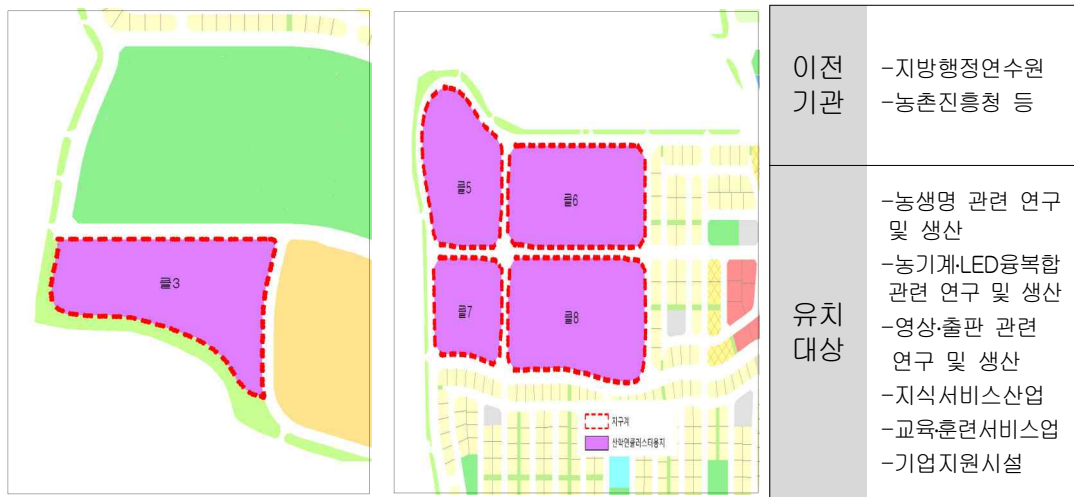 클3
클5
클6
클7
클8
지구계
산학연클러스터용지
이전
기관
-지방행정연수원
-농촌진흥청 등
유치
대상
-농생명 관련 연구
및 생산
-농기계·LED융복합
관련 연구 및 생산
-영상·출판 관련
연구 및 생산
-지식서비스산업
-교육·훈련서비스업
-기업지원시설